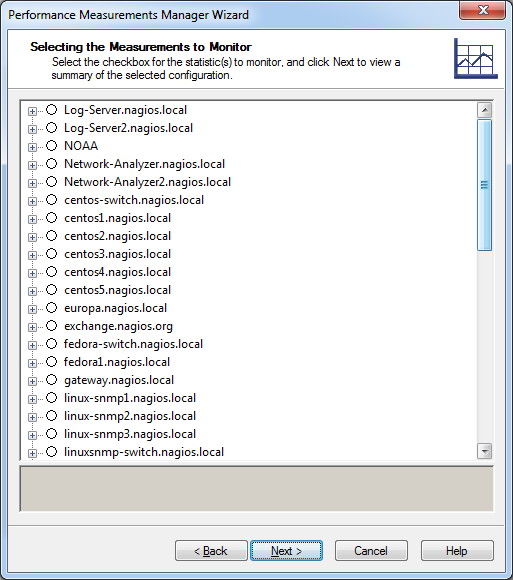 Performance Measurements Manager Wizard
Selecting the Measurements to Monitor
Select the checkbox for the statistic(s) to monitor, and click Next to view a
summary of the selected configuration.
Log-Server.nagios.local
Log-Server2.nagios.local
NOAA
Network-Analyzer.nagios.local
Network-Analyzer2.nagios.local
centos-switch.nagios.local
centos1.nagios.local
centos2.nagios.local
centos3.nagios.local
centos4.nagios.local
centos5.nagios.local
europa.nagios.local
exchange.nagios.org
fedora-switch.nagios.local
fedora1.nagios.local
gateway.nagios.local
linux-snmp1.nagios.local
linux-snmp2.nagios.local
linux-snmp3.nagios.local
linuxsnmp-switch.nagios.local
< Back Next > Cancel Help